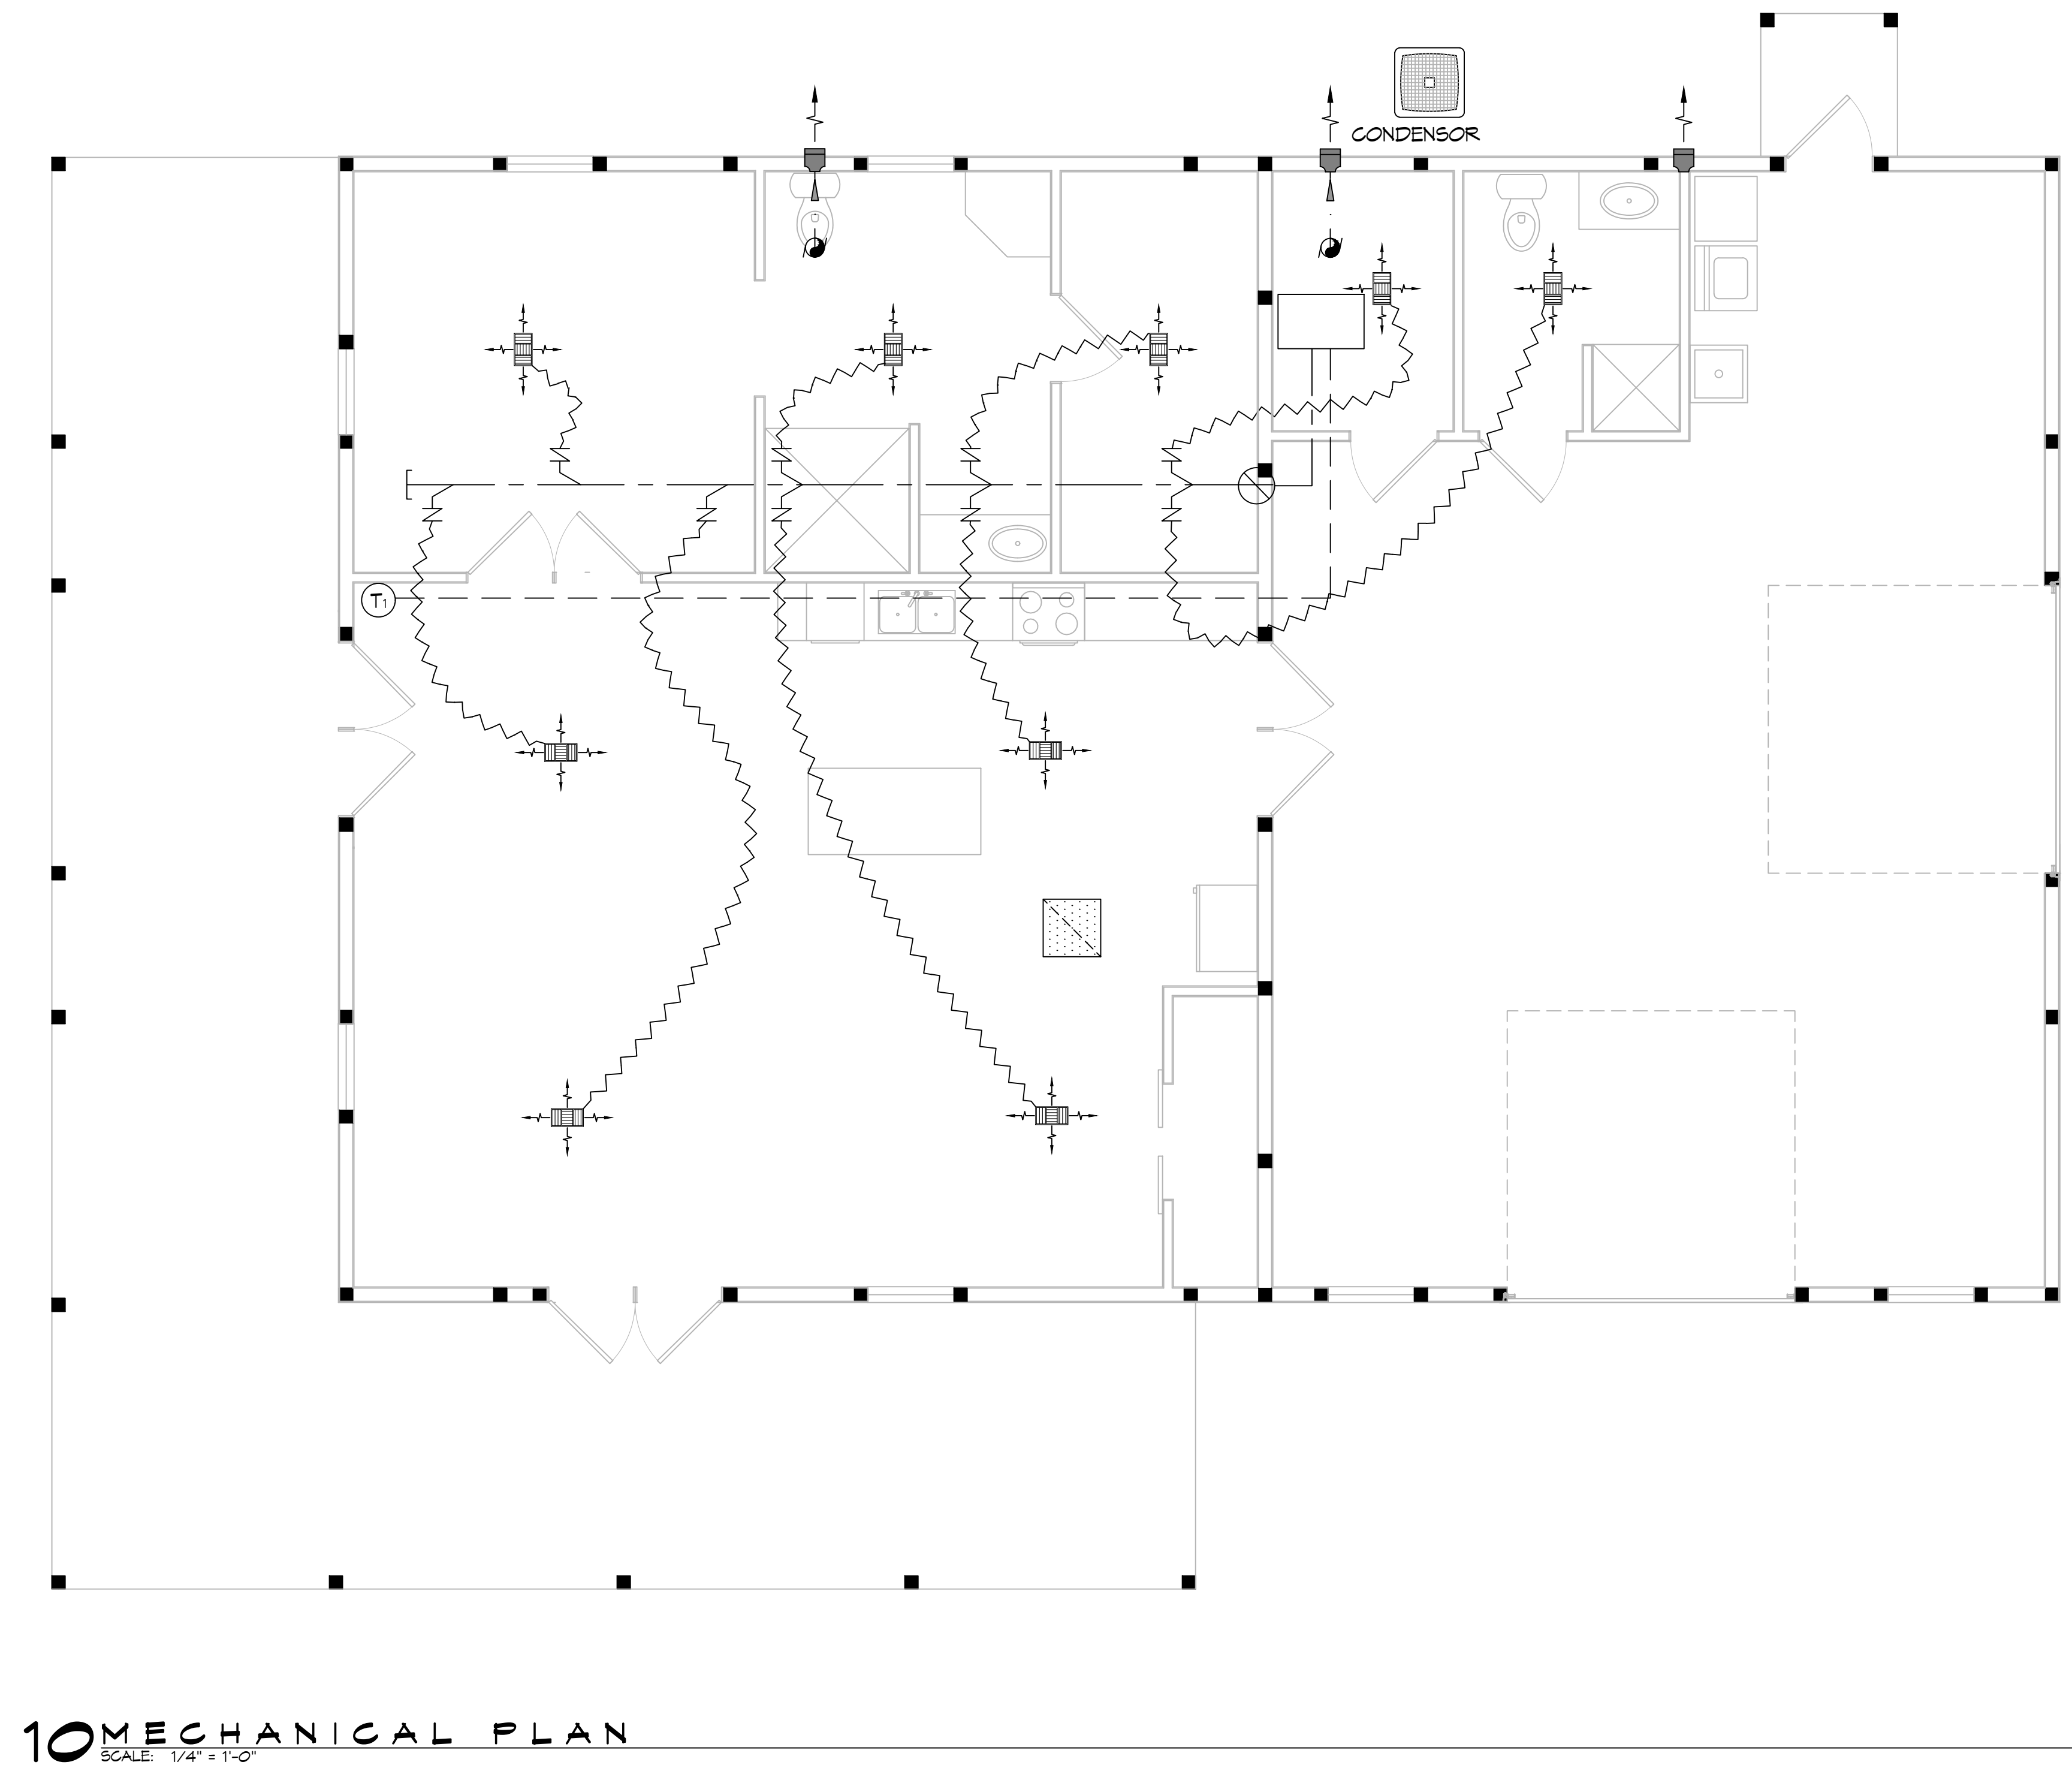 CONDENSOR
T1
10 MECHANICAL PLAN
SCALE: 1/4" = 1'-0"